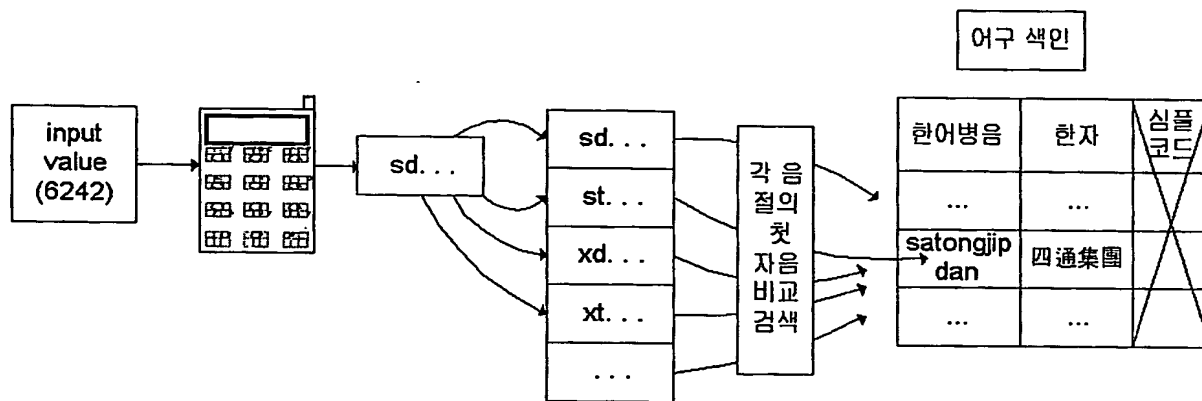 어구 색인
input
value
(6242)
sd. . .
sd. . .
st. . .
xd. . .
xt. . .
. . .
각 음
절의
첫
자음
비교
검색
한어병음 한자 심플
코드
... ...
satongjip
dan 四通集團
... ...